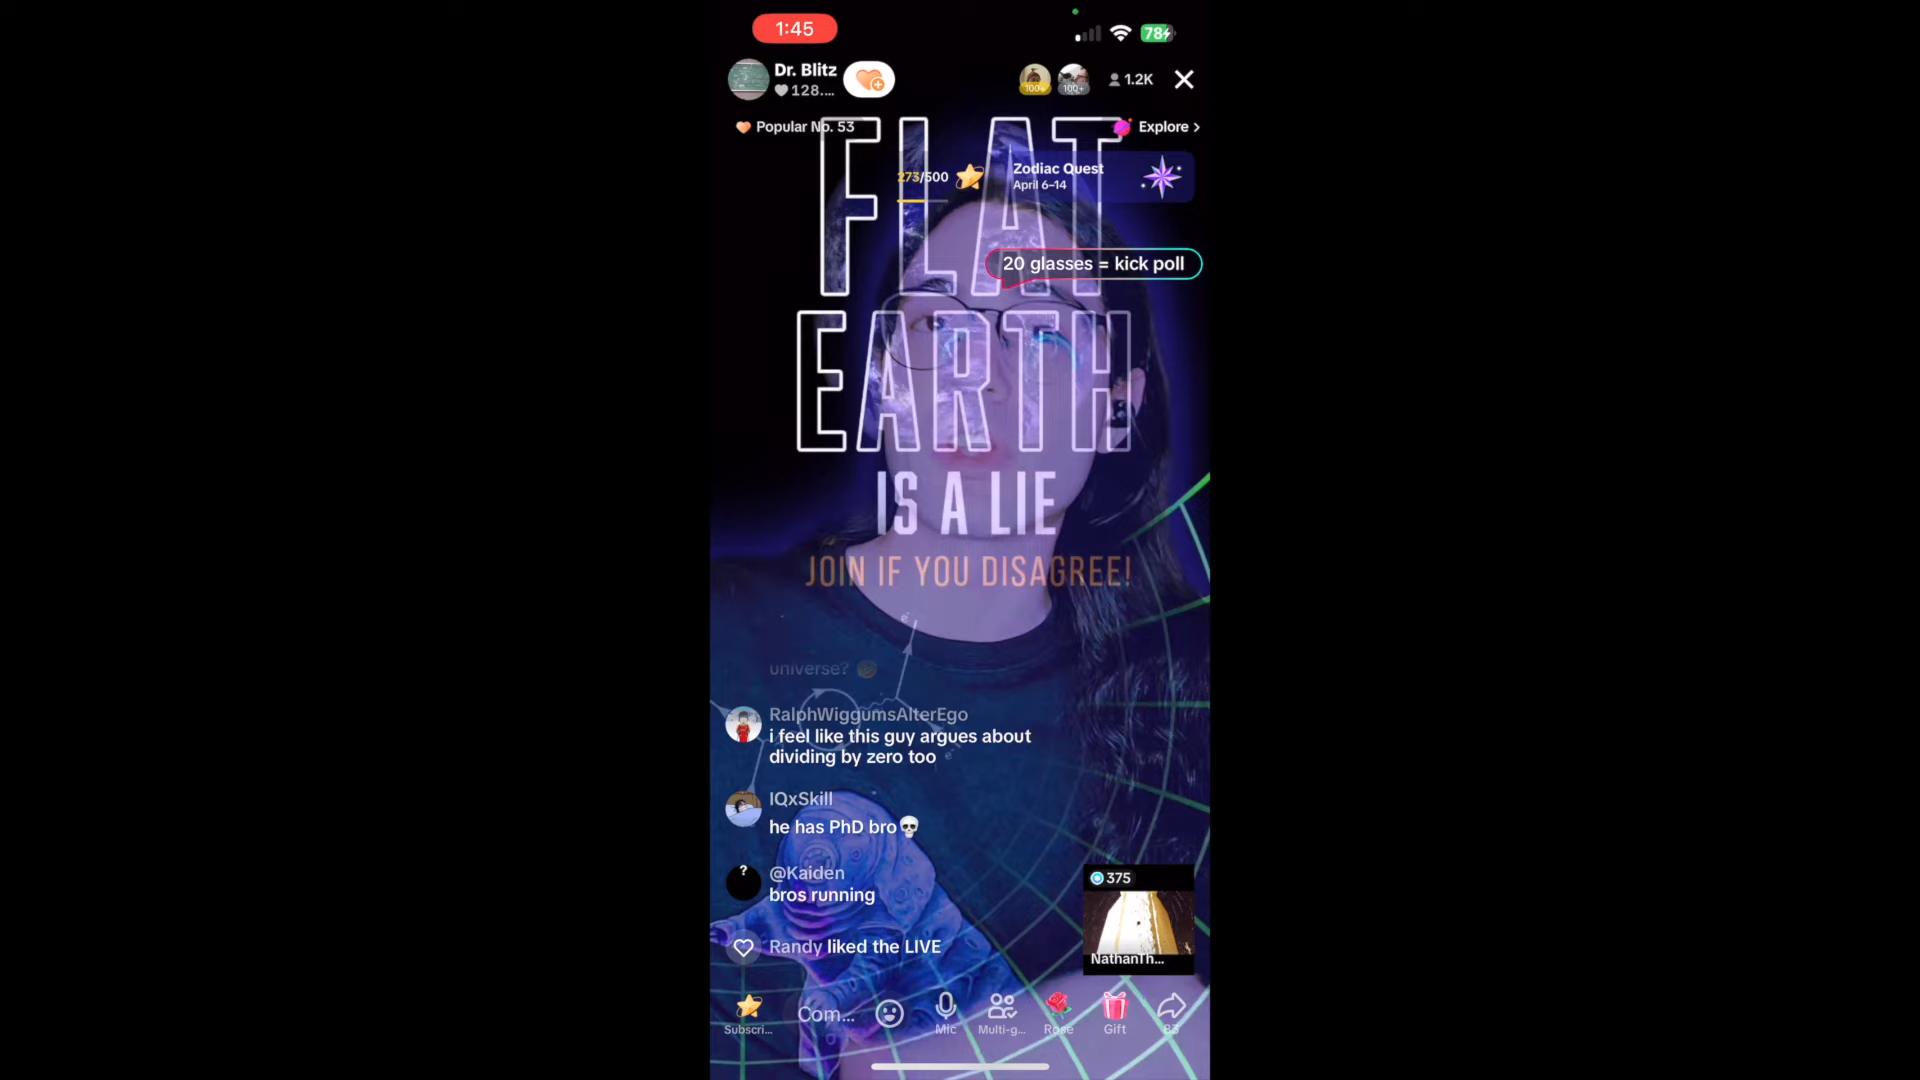 1:45
78
Dr. Blitz
128....
100+
100+
1.2K
Popular No. 53
Explore >
273/500
Zodiac Quest
April 6-14
20 glasses = kick poll
FLAT
EARTH
IS A LIE
JOIN IF YOU DISAGREE!
e⁻
universe?
RalphWiggumsAlterEgo
i feel like this guy argues about
dividing by zero too
e⁻
IQxSkill
he has PhD bro💀
?
@Kaiden
bros running
375
NathanTh...
Randy liked the LIVE
Subscri...
Com...
Mic
Multi-g...
Rose
Gift
83